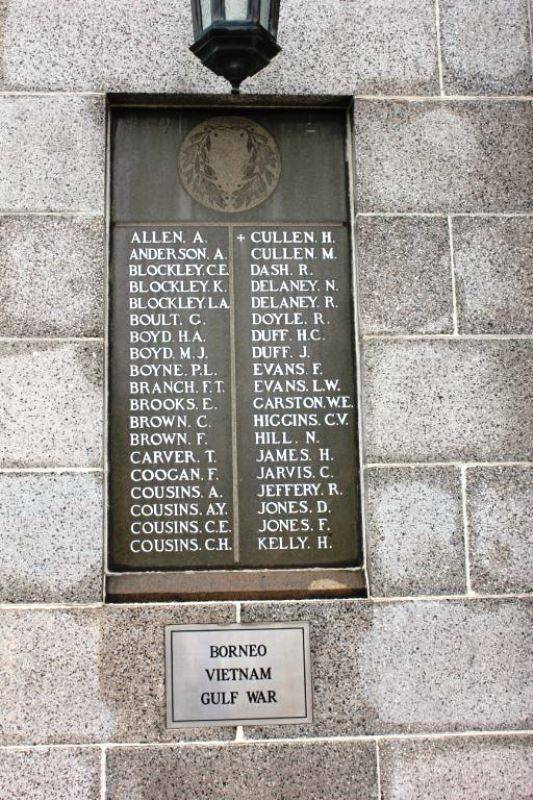 ALLEN. A.
ANDERSON. A.
BLOCKLEY. C.E.
BLOCKLEY. K.
BLOCKLEY. L.A.
BOULT. G.
BOYD. H.A.
BOYD. M.J.
BOYNE. P.L.
BRANCH. F.T.
BROOKS. E.
BROWN. C.
BROWN. F.
CARVER. T.
COOGAN. F.
COUSINS. A.
COUSINS. A.Y.
COUSINS. C.E.
COUSINS. C.H.
+ CULLEN. H.
CULLEN. M.
DASH. R.
DELANEY. N.
DELANEY. R.
DOYLE. R.
DUFF. H.C.
DUFF. J.
EVANS. F.
EVANS. L.W.
GARSTON. W.E.
HIGGINS. C.V.
HILL. N.
JAMES. H.
JARVIS. C.
JEFFERY. R.
JONES. D.
JONES. F.
KELLY. H.
BORNEO
VIETNAM
GULF WAR